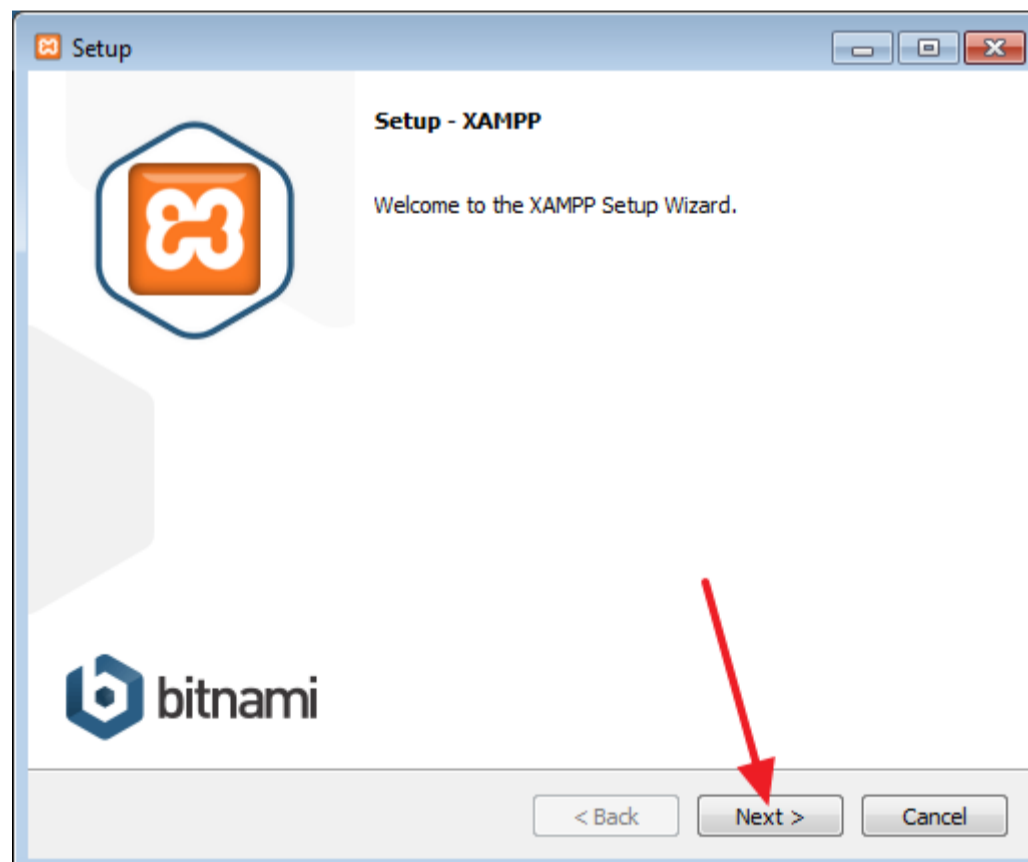 Setup
Setup - XAMPP
Welcome to the XAMPP Setup Wizard.
bitnami
< Back
Next >
Cancel